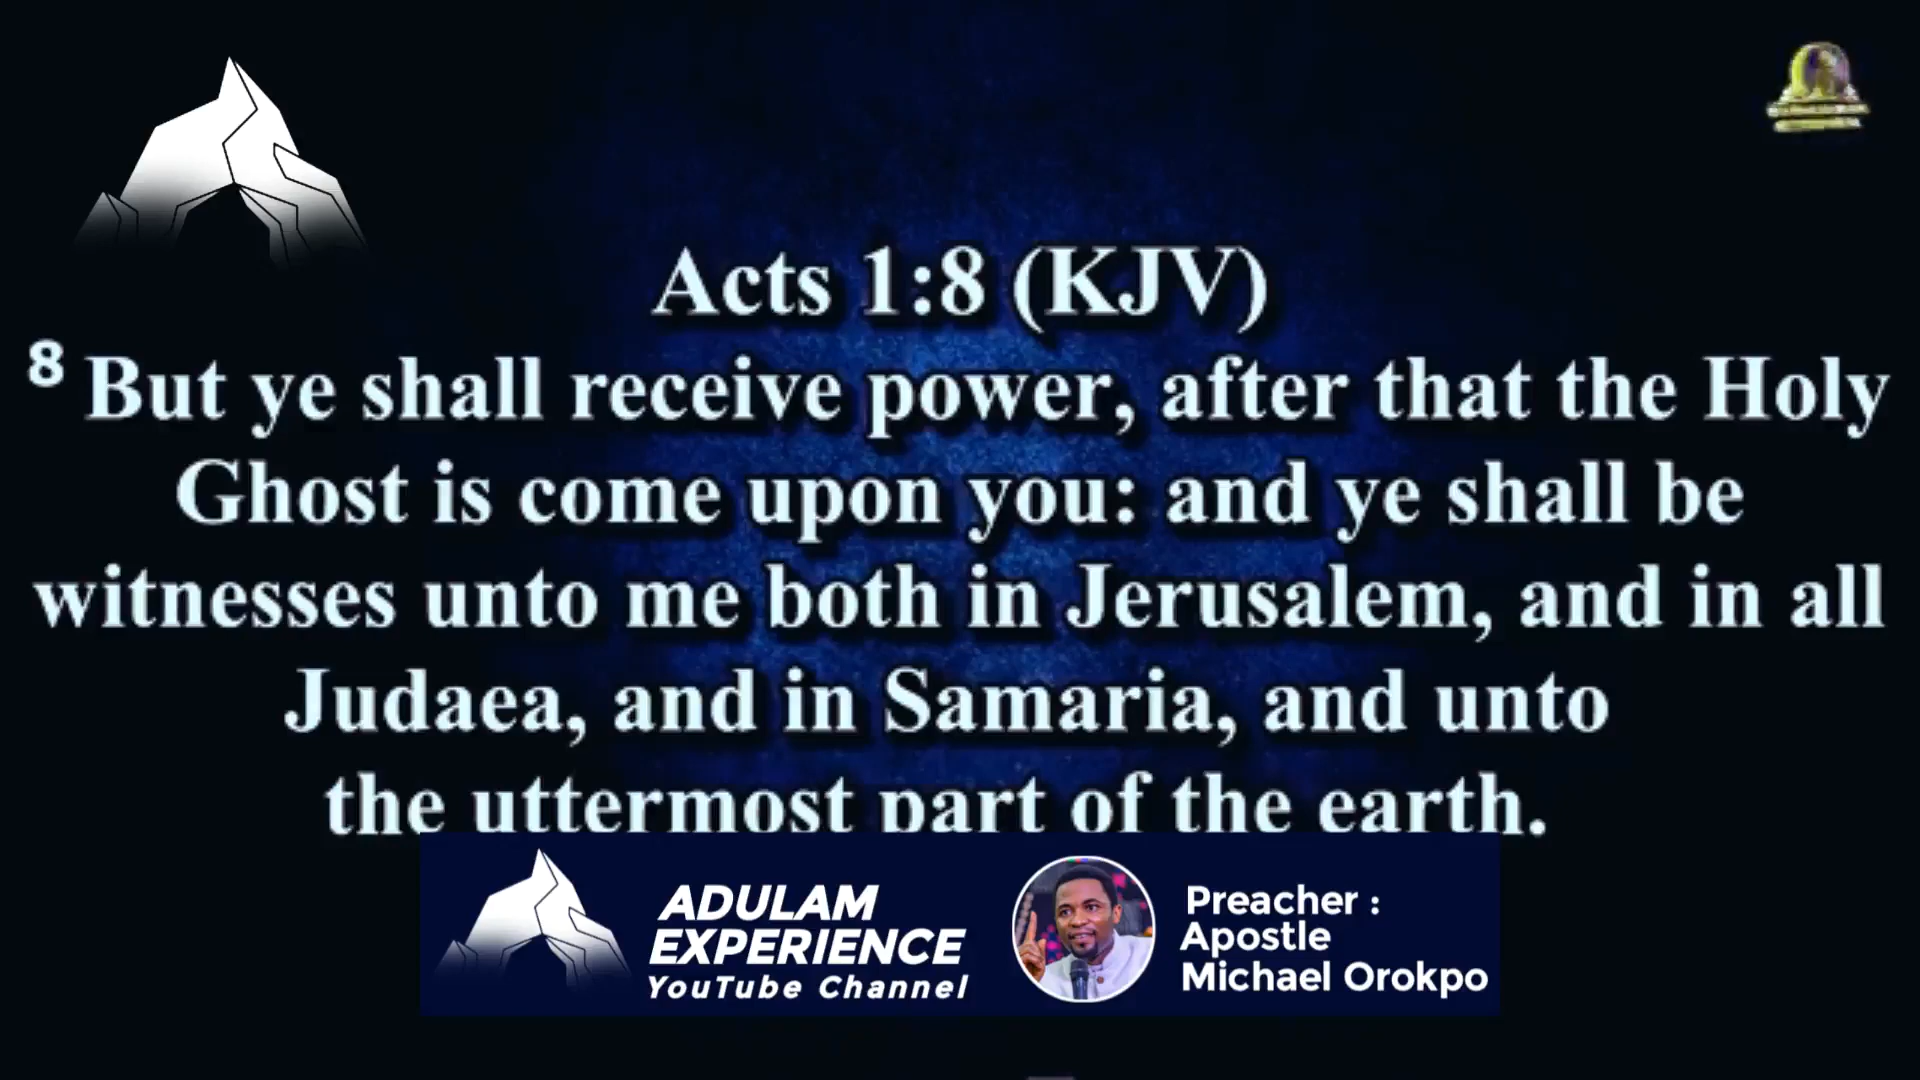 Acts 1:8 (KJV)
8 But ye shall receive power, after that the Holy
Ghost is come upon you: and ye shall be
witnesses unto me both in Jerusalem, and in all
Judaea, and in Samaria, and unto
the uttermost part of the earth.
ADULAM
EXPERIENCE
YouTube Channel
Preacher :
Apostle
Michael Orokpo